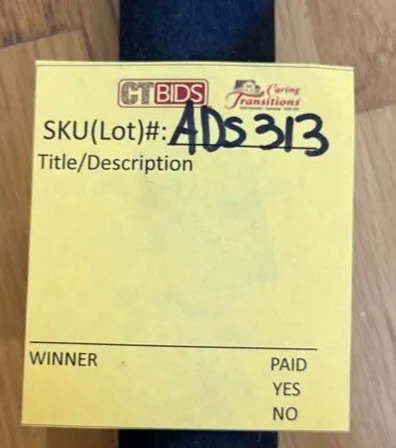 CTBIDS
Caring
Transitions
SKU(Lot)#: ADS313
Title/Description
WINNER
PAID
YES
NO